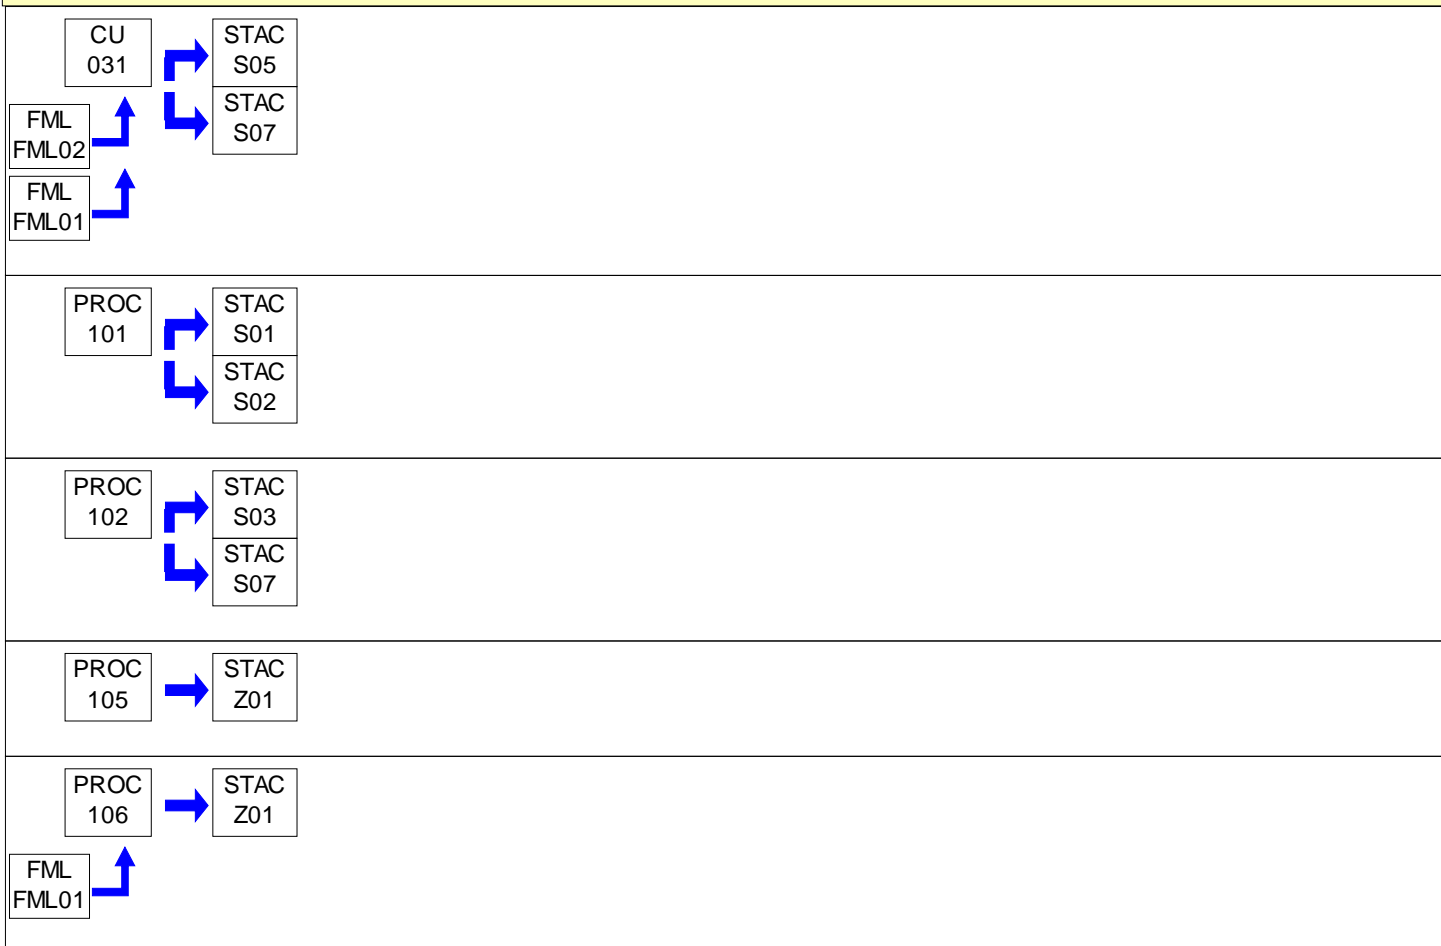 CU
031
STAC
S05
STAC
S07
FML
FML02
FML
FML01
PROC
101
STAC
S01
STAC
S02
PROC
102
STAC
S03
STAC
S07
PROC
105
STAC
Z01
PROC
106
STAC
Z01
FML
FML01